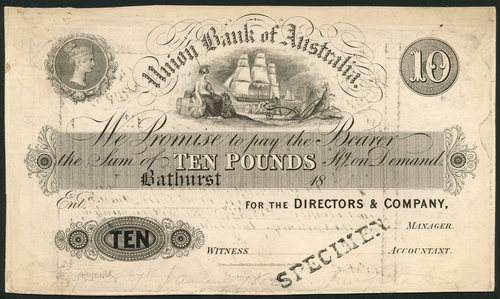 Union Bank of Australia.
10
We Promise to pay the Bearer
the Sum of TEN POUNDS Stg. on Demand.
Bathurst 18
Entd.
FOR THE DIRECTORS & COMPANY,
MANAGER.
TEN
WITNESS ACCOUNTANT.
SPECIMEN